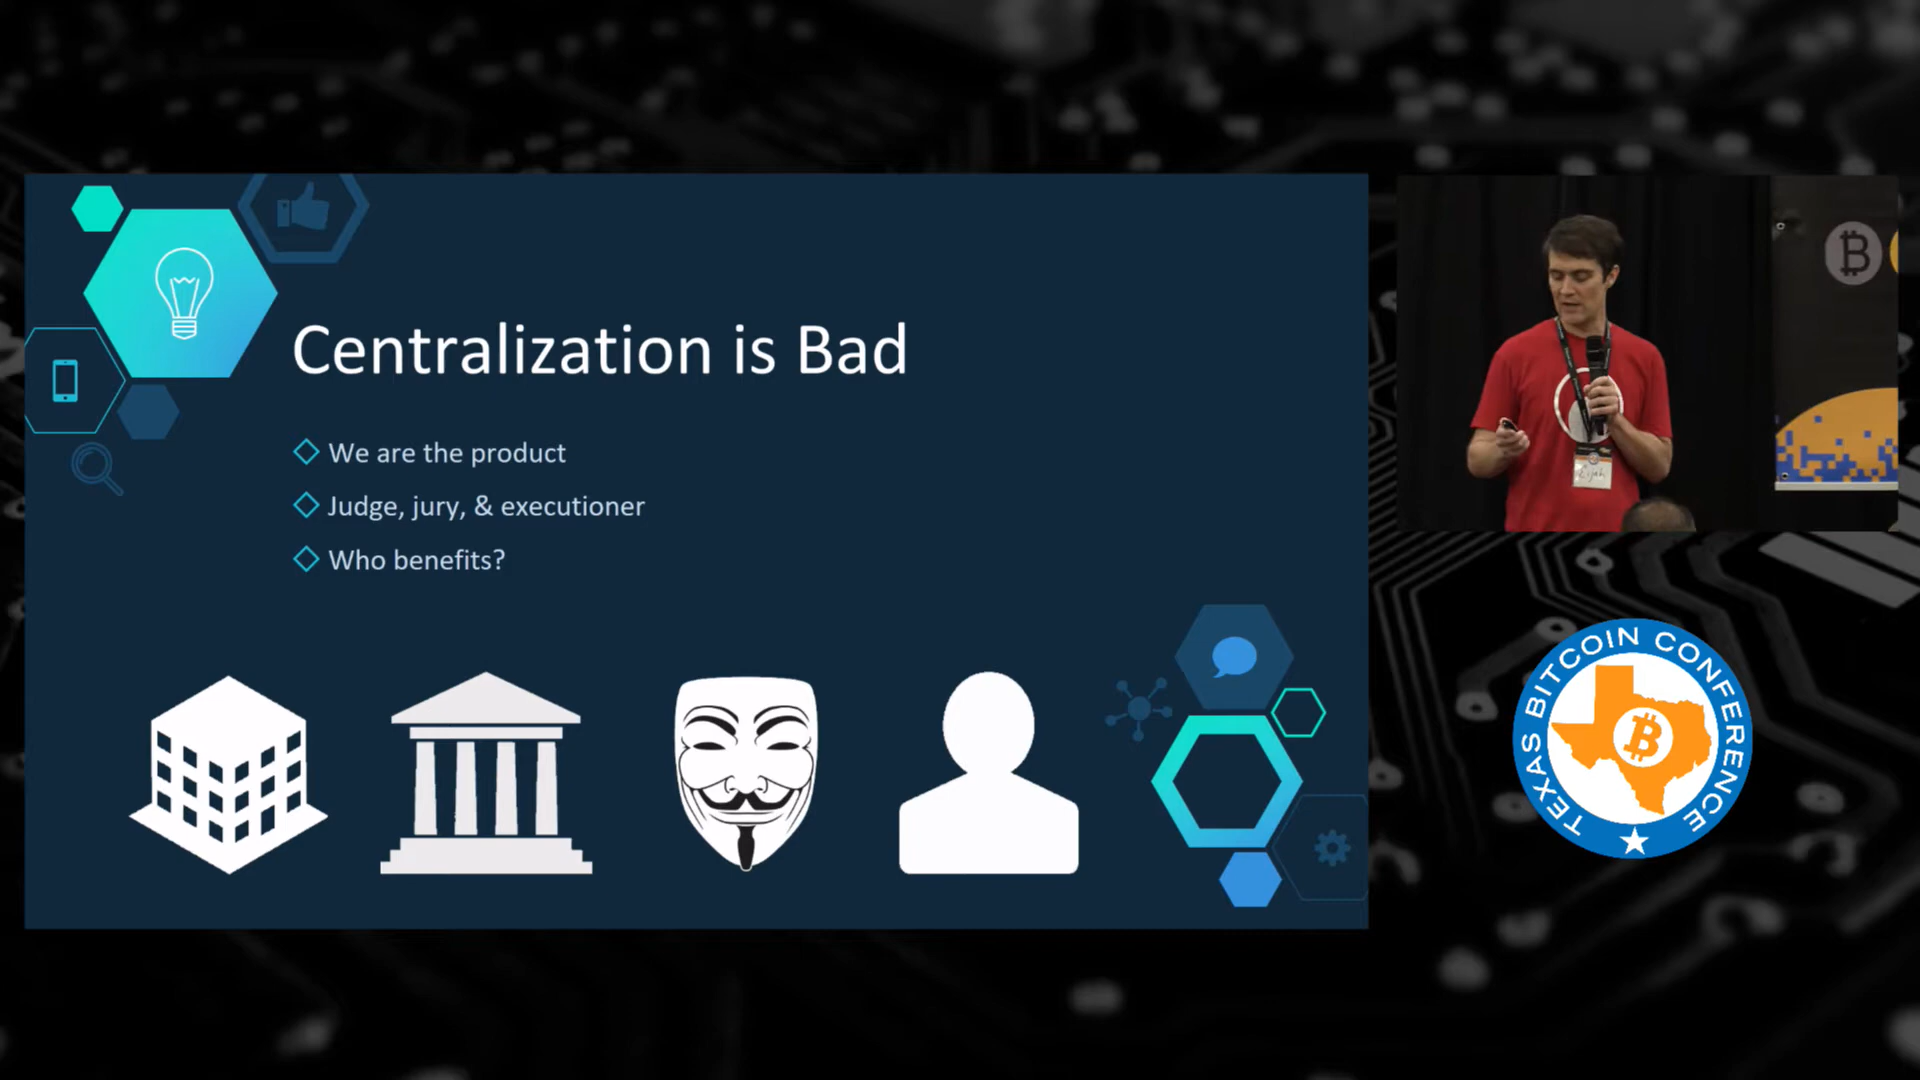 Centralization is Bad
We are the product
Judge, jury, & executioner
Who benefits?
TEXAS BITCOIN CONFERENCE